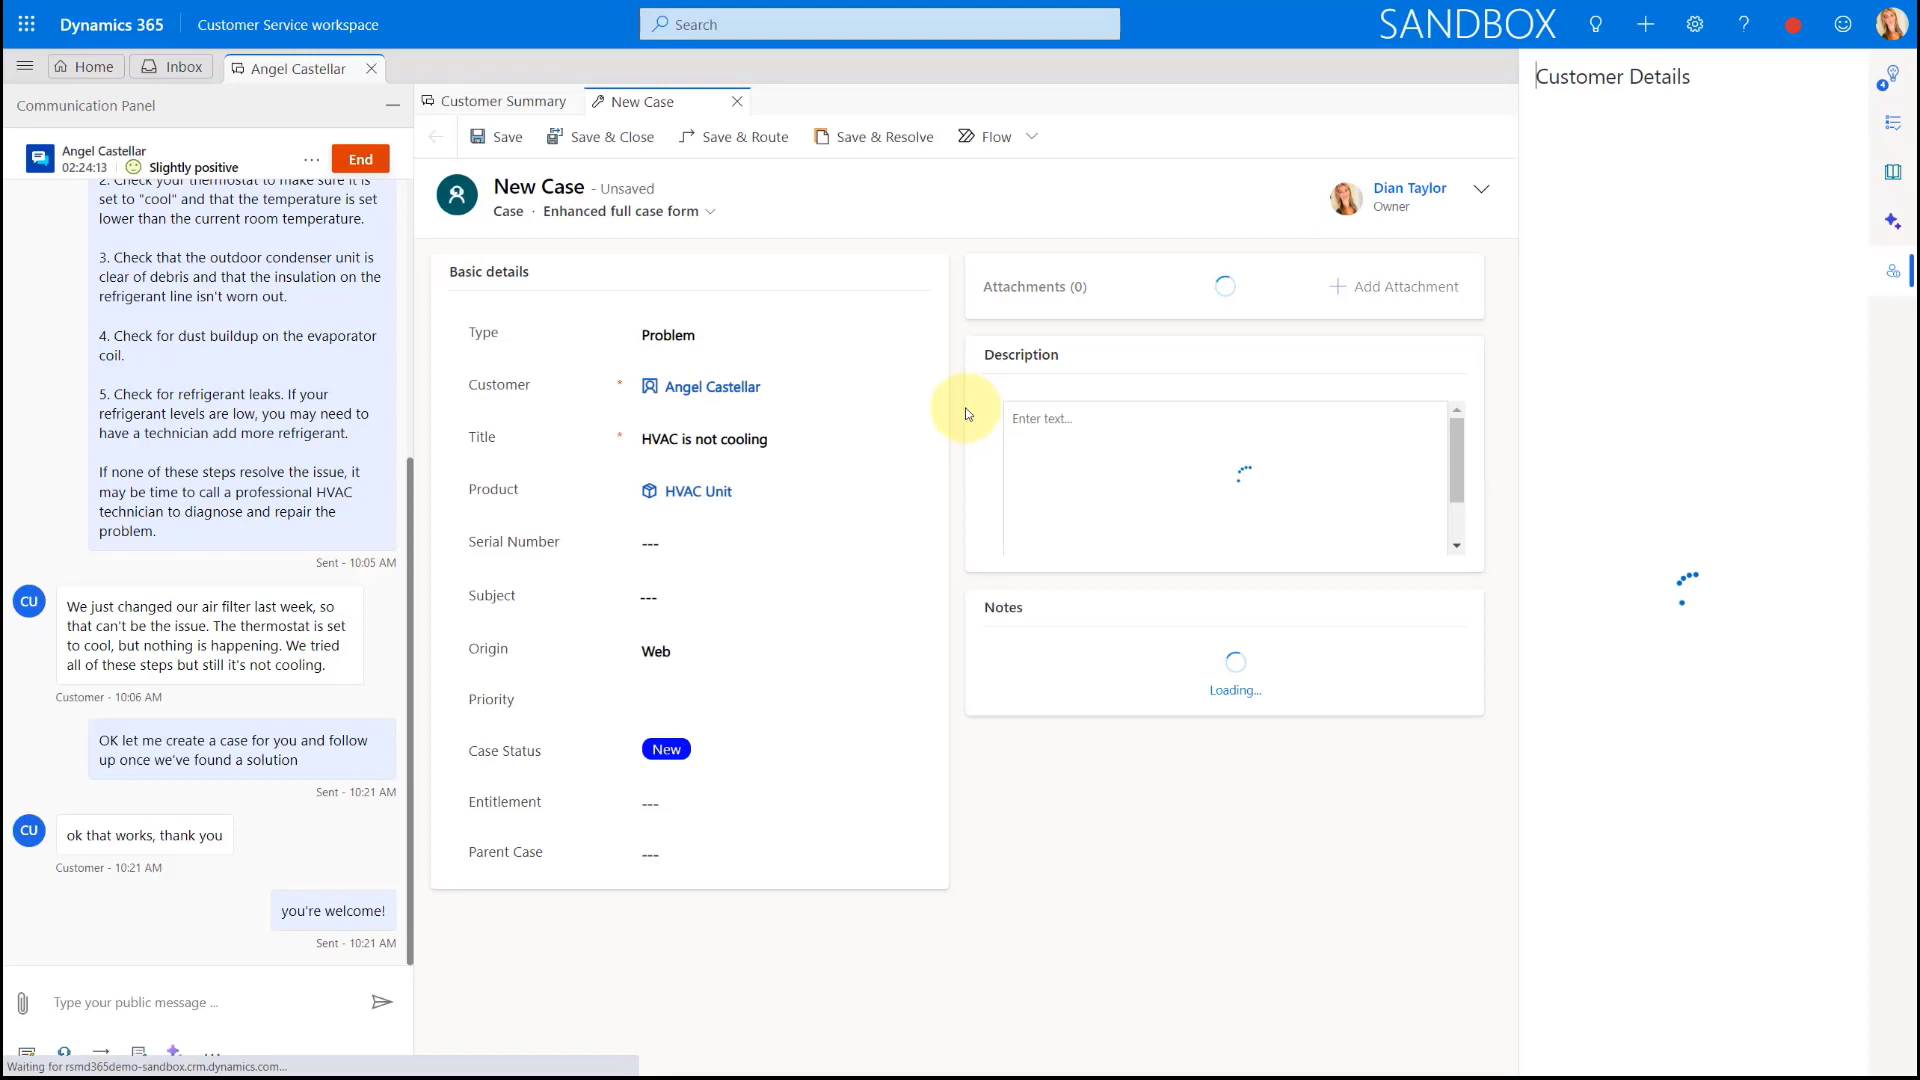 Dynamics 365
Customer Service workspace
Search
SANDBOX
Home
Inbox
Angel Castellar
Communication Panel
Angel Castellar
02:24:13
Slightly positive
End
2. Check your thermostat to make sure it is
set to "cool" and that the temperature is set
lower than the current room temperature.
3. Check that the outdoor condenser unit is
clear of debris and that the insulation on the
refrigerant line isn't worn out.
4. Check for dust buildup on the evaporator
coil.
5. Check for refrigerant leaks. If your
refrigerant levels are low, you may need to
have a technician add more refrigerant.
If none of these steps resolve the issue, it
may be time to call a professional HVAC
technician to diagnose and repair the
problem.
Sent - 10:05 AM
CU
We just changed our air filter last week, so
that can't be the issue. The thermostat is set
to cool, but nothing is happening. We tried
all of these steps but still it's not cooling.
Customer - 10:06 AM
OK let me create a case for you and follow
up once we've found a solution
Sent - 10:21 AM
CU
ok that works, thank you
Customer - 10:21 AM
you're welcome!
Sent - 10:21 AM
Type your public message ...
Waiting for rsmd365demo-sandbox.crm.dynamics.com...
Customer Summary
New Case
Save
Save & Close
Save & Route
Save & Resolve
Flow
New Case - Unsaved
Case · Enhanced full case form
Dian Taylor
Owner
Basic details
Type
Problem
Customer *
Angel Castellar
Title *
HVAC is not cooling
Product
HVAC Unit
Serial Number
---
Subject
---
Origin
Web
Priority
Case Status
New
Entitlement
---
Parent Case
---
Attachments (0)
Add Attachment
Description
Enter text...
Notes
Loading...
Customer Details
4